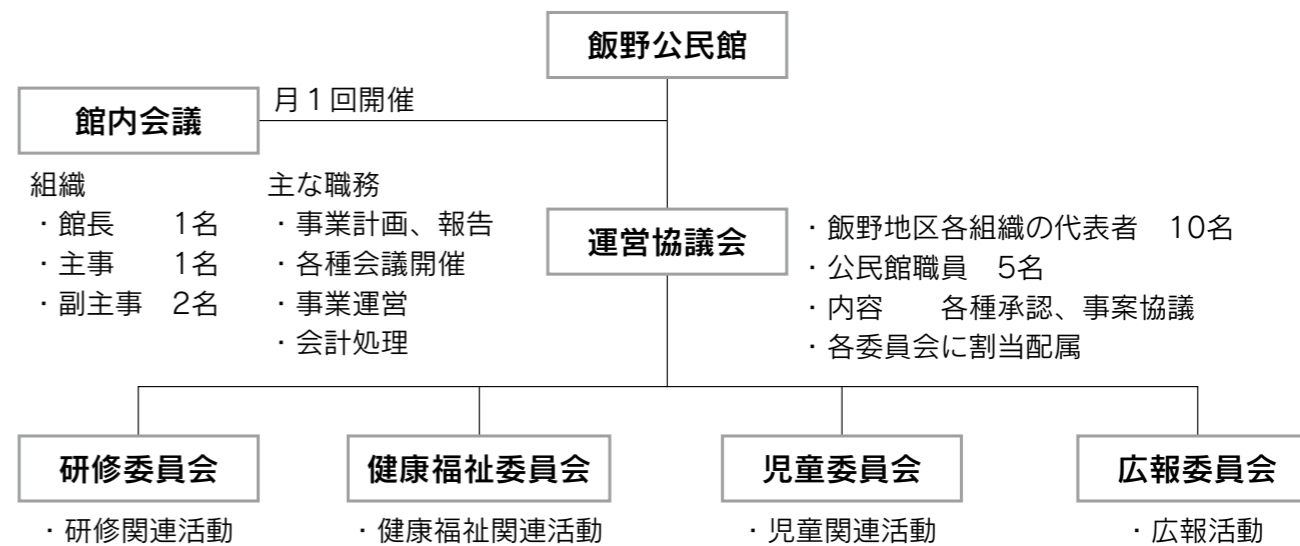 飯野公民館
館内会議
月１回開催
組織
・館長　　1名
・主事　　1名
・副主事　2名
主な職務
・事業計画、報告
・各種会議開催
・事業運営
・会計処理
運営協議会
・飯野地区各組織の代表者　10名
・公民館職員　5名
・内容　　各種承認、事案協議
・各委員会に割当配属
研修委員会
・研修関連活動
健康福祉委員会
・健康福祉関連活動
児童委員会
・児童関連活動
広報委員会
・広報活動